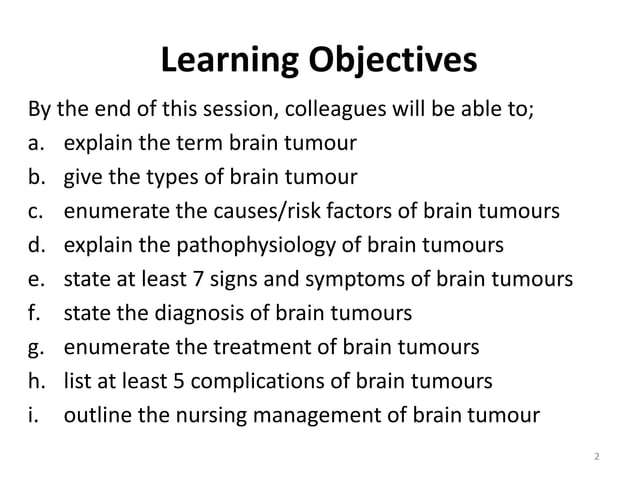 Learning Objectives
By the end of this session, colleagues will be able to;
a. explain the term brain tumour
b. give the types of brain tumour
c. enumerate the causes/risk factors of brain tumours
d. explain the pathophysiology of brain tumours
e. state at least 7 signs and symptoms of brain tumours
f. state the diagnosis of brain tumours
g. enumerate the treatment of brain tumours
h. list at least 5 complications of brain tumours
i. outline the nursing management of brain tumour
2